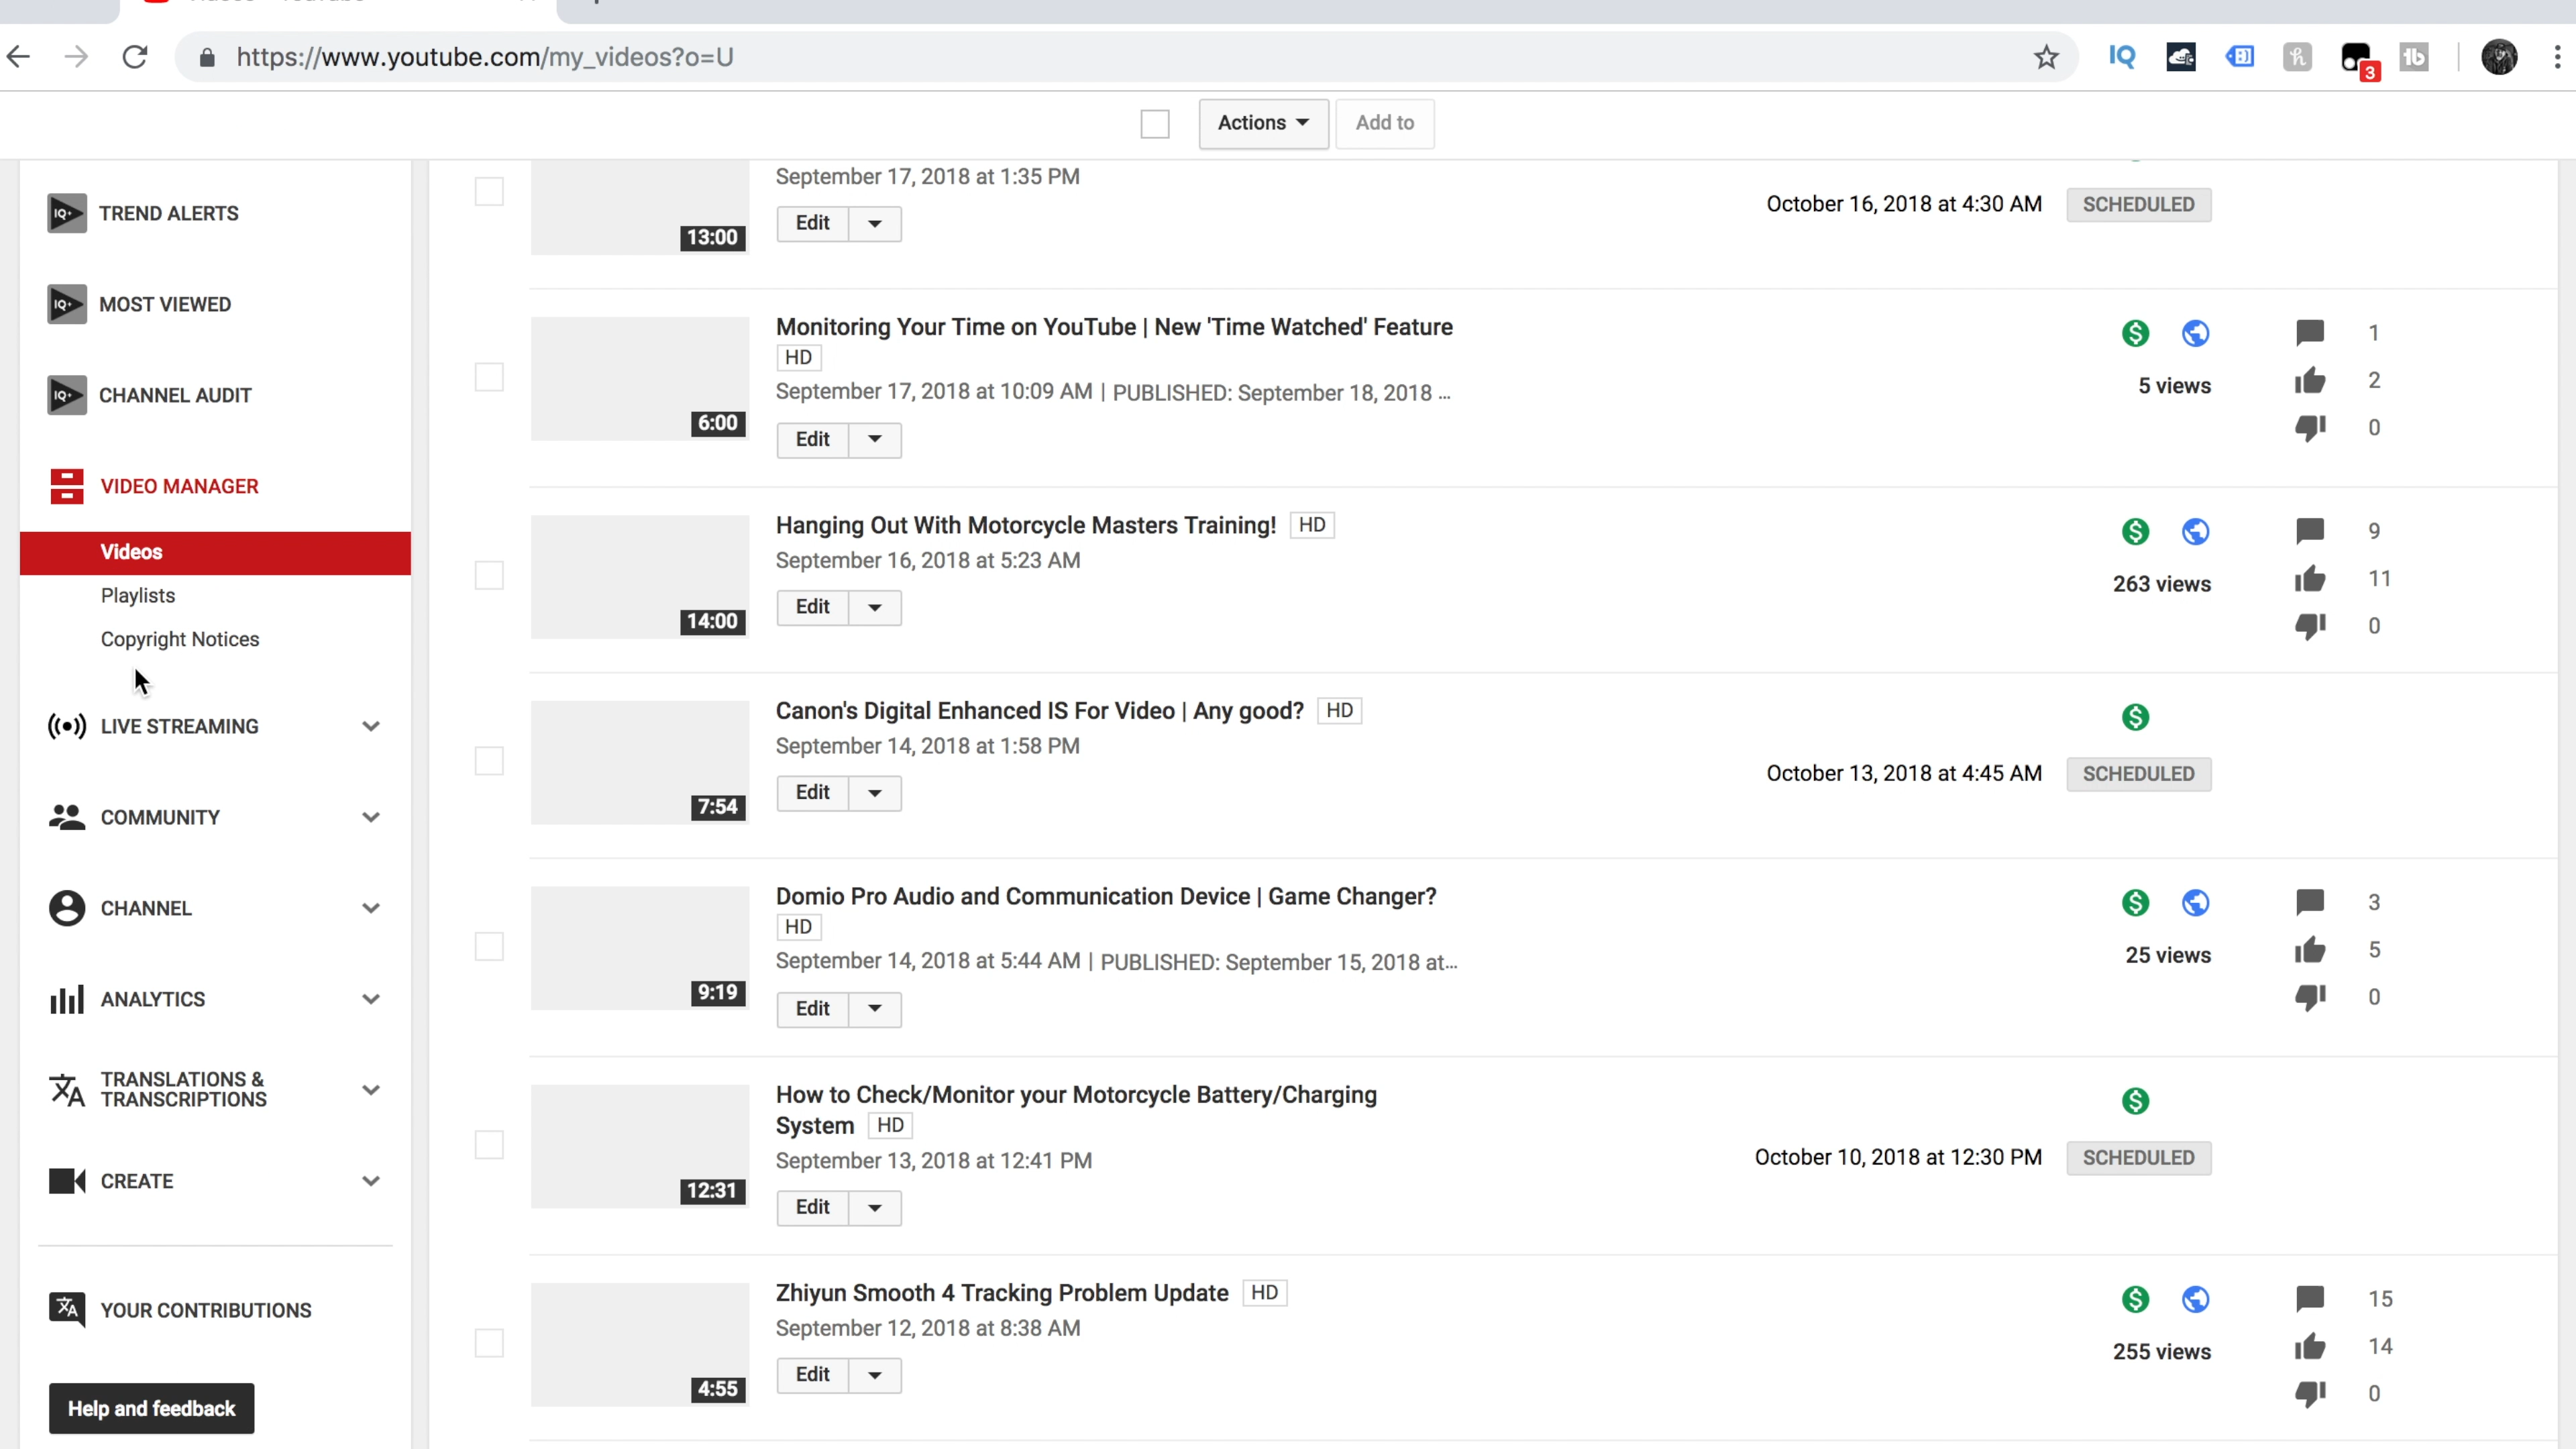 https://www.youtube.com/my_videos?o=U
IQ
3
Actions
Add to
TREND ALERTS
MOST VIEWED
CHANNEL AUDIT
VIDEO MANAGER
Videos
Playlists
Copyright Notices
LIVE STREAMING
COMMUNITY
CHANNEL
ANALYTICS
TRANSLATIONS &
TRANSCRIPTIONS
CREATE
YOUR CONTRIBUTIONS
Help and feedback
September 17, 2018 at 1:35 PM
October 16, 2018 at 4:30 AM SCHEDULED
Edit
13:00
Monitoring Your Time on YouTube | New 'Time Watched' Feature
HD
September 17, 2018 at 10:09 AM | PUBLISHED: September 18, 2018 ...
6:00
Edit
5 views
1
2
0
Hanging Out With Motorcycle Masters Training! HD
September 16, 2018 at 5:23 AM
14:00
Edit
263 views
9
11
0
Canon's Digital Enhanced IS For Video | Any good? HD
September 14, 2018 at 1:58 PM
October 13, 2018 at 4:45 AM SCHEDULED
7:54
Edit
Domio Pro Audio and Communication Device | Game Changer?
HD
September 14, 2018 at 5:44 AM | PUBLISHED: September 15, 2018 at...
9:19
Edit
25 views
3
5
0
How to Check/Monitor your Motorcycle Battery/Charging
System HD
September 13, 2018 at 12:41 PM
October 10, 2018 at 12:30 PM SCHEDULED
12:31
Edit
Zhiyun Smooth 4 Tracking Problem Update HD
September 12, 2018 at 8:38 AM
4:55
Edit
255 views
15
14
0